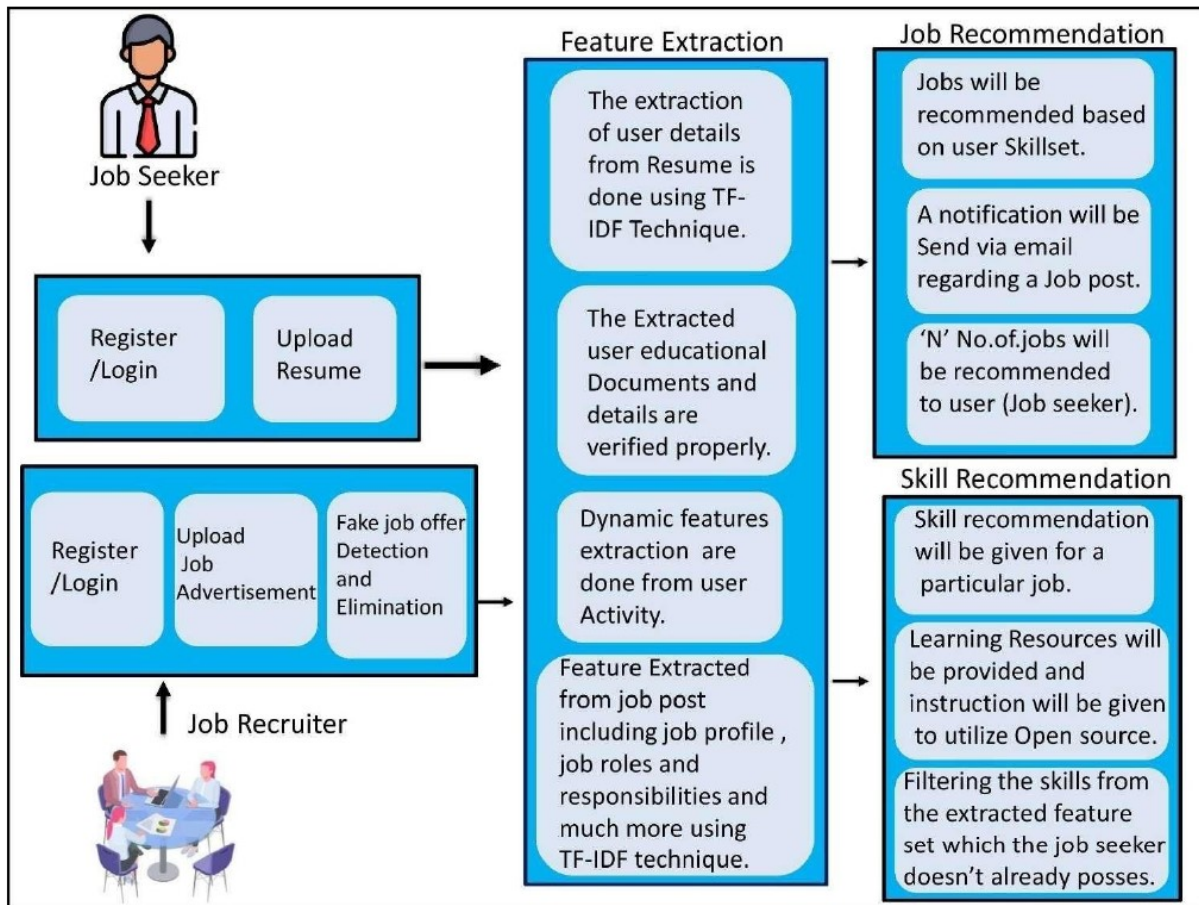 Job Seeker
Register
/Login
Upload
Resume
Register
/Login
Upload
Job
Advertisement
Fake job offer
Detection
and
Elimination
Job Recruiter
Feature Extraction
The extraction
of user details
from Resume is
done using TF-
IDF Technique.
The Extracted
user educational
Documents and
details are
verified properly.
Dynamic features
extraction are
done from user
Activity.
Feature Extracted
from job post
including job profile ,
job roles and
responsibilities and
much more using
TF-IDF technique.
Job Recommendation
Jobs will be
recommended based
on user Skillset.
A notification will be
Send via email
regarding a Job post.
‘N’ No.of.jobs will
be recommended
to user (Job seeker).
Skill Recommendation
Skill recommendation
will be given for a
particular job.
Learning Resources will
be provided and
instruction will be given
to utilize Open source.
Filtering the skills from
the extracted feature
set which the job seeker
doesn’t already posses.